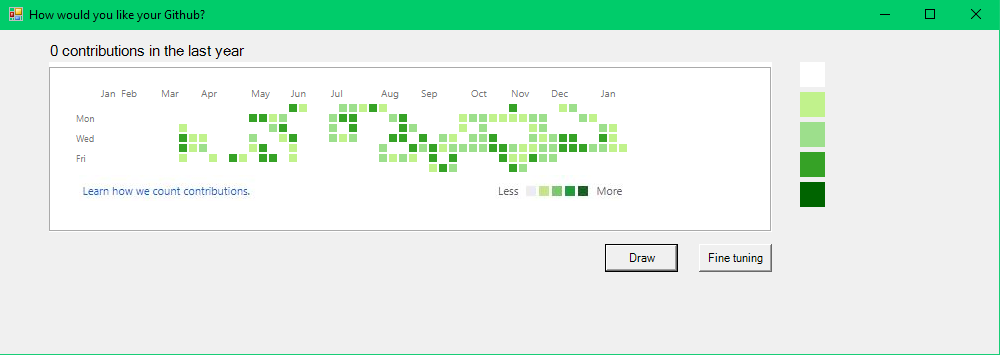 How would you like your Github?
0 contributions in the last year
Jan Feb Mar Apr May Jun Jul Aug Sep Oct Nov Dec Jan
Mon
Wed
Fri
Learn how we count contributions. Less More
Draw Fine tuning